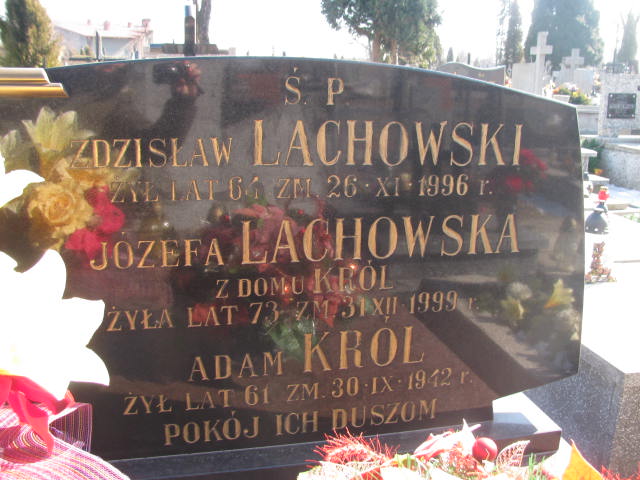 Ś. P.
ZDZISŁAW LACHOWSKI
ŻYŁ LAT 64 ZM. 26·XI·1996 r.
JÓZEFA LACHOWSKA
Z DOMU KRÓL
ŻYŁA LAT 73 ZM 31 XII·1999 r.
ADAM KRÓL
ŻYŁ LAT 61 ZM. 30·IX·1942 r.
POKÓJ ICH DUSZOM